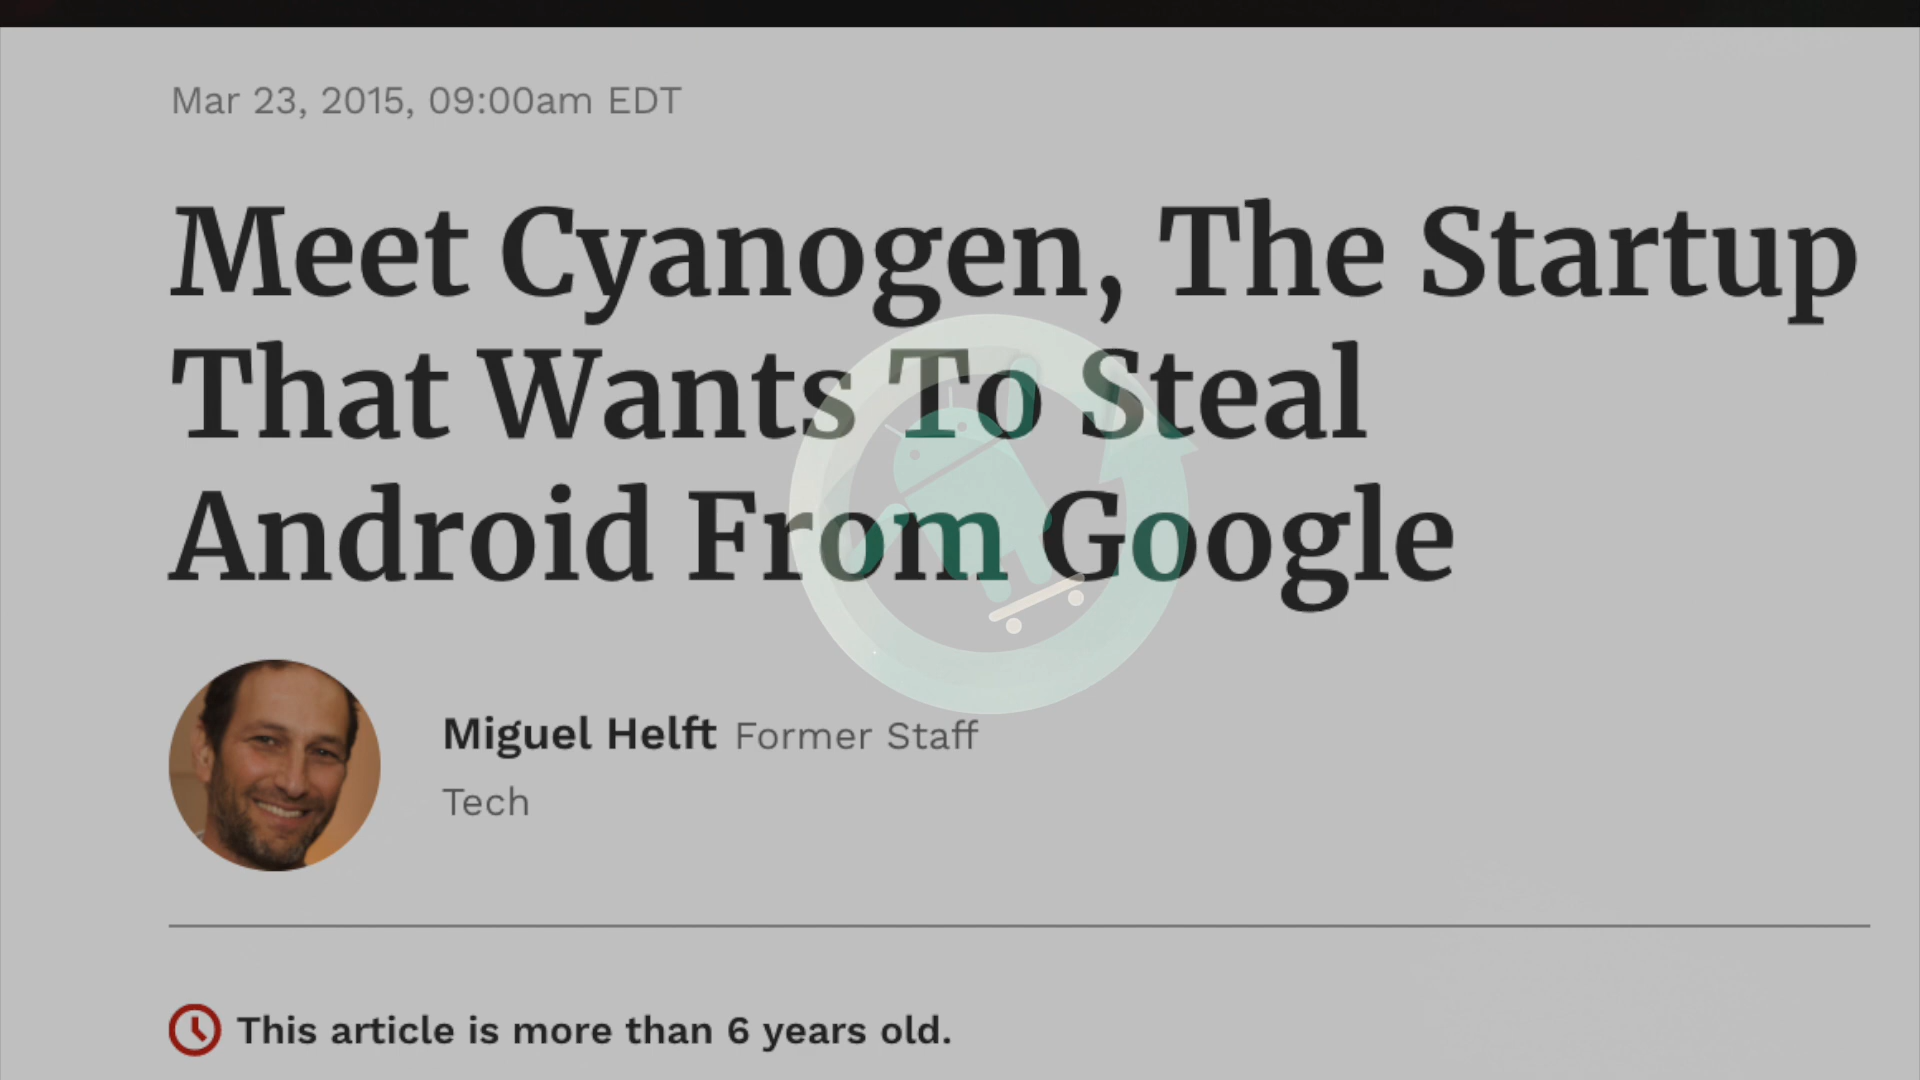 Mar 23, 2015, 09:00am EDT
Meet Cyanogen, The Startup
That Wants To Steal
Android From Google
Miguel Helft Former Staff
Tech
This article is more than 6 years old.